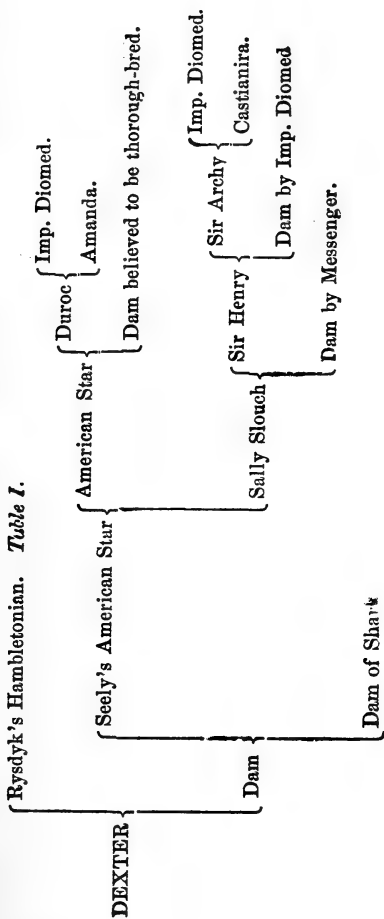 Rysdyk's Hambletonian. Table I.
Imp. Diomed.
Duroc
Amanda.
American Star
Dam believed to be thorough-bred.
Seely's American Star
Imp. Diomed.
Sir Archy
Castianira.
Sir Henry
Dam by Imp. Diomed
Sally Slouch
Dam by Messenger.
DEXTER
Dam
Dam of Shark